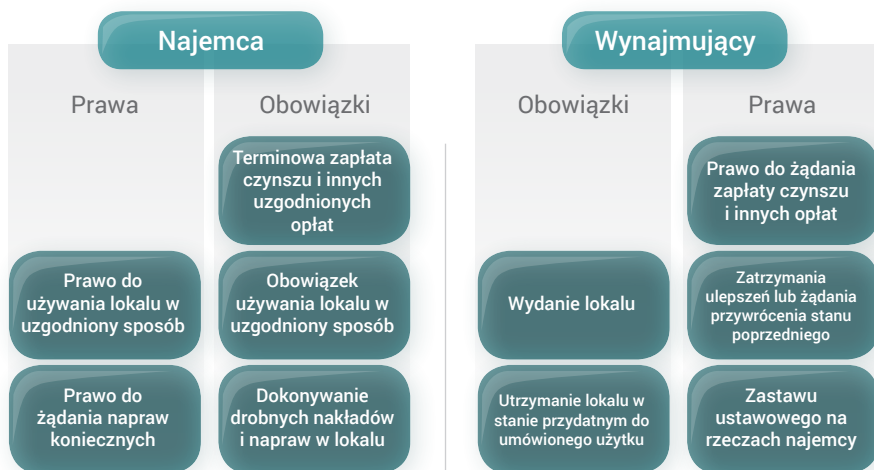 Najemca
Wynajmujący
Prawa
Obowiązki
Obowiązki
Prawa
Terminowa zapłata
czynszu i innych
uzgodnionych
opłat
Prawo do żądania
zapłaty czynszu
i innych opłat
Prawo do
używania lokalu w
uzgodniony sposób
Obowiązek
używania lokalu w
uzgodniony sposób
Wydanie lokalu
Zatrzymania
ulepszeń lub żądania
przywrócenia stanu
poprzedniego
Prawo do
żądania napraw
koniecznych
Dokonywanie
drobnych nakładów
i napraw w lokalu
Utrzymanie lokalu w
stanie przydatnym do
umówionego użytku
Zastawu
ustawowego na
rzeczach najemcy